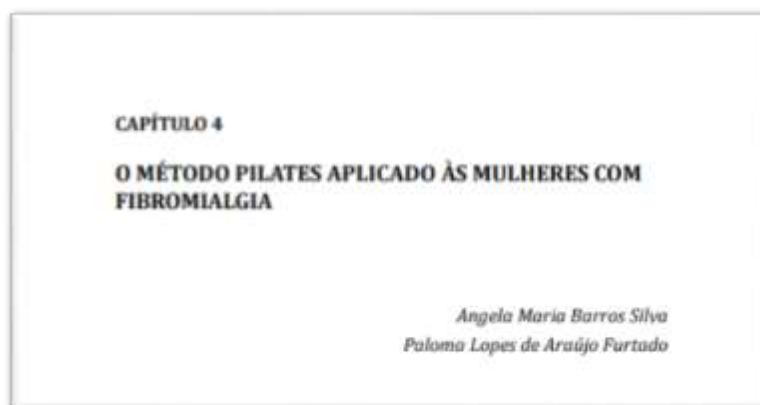 CAPÍTULO 4
O MÉTODO PILATES APLICADO ÀS MULHERES COM
FIBROMIALGIA
Angela Maria Barros Silva
Paloma Lopes de Araújo Furtado